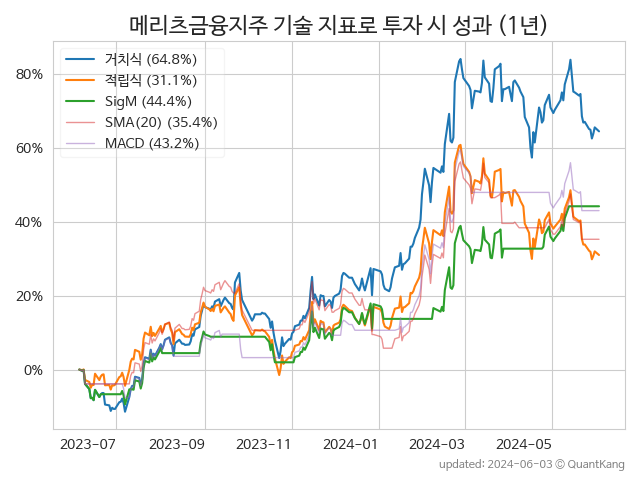 메리츠금융지주 기술 지표로 투자 시 성과 (1년)
거치식 (64.8%)
적립식 (31.1%)
SigM (44.4%)
SMA(20) (35.4%)
MACD (43.2%)
80%
60%
40%
20%
0%
2023-07 2023-09 2023-11 2024-01 2024-03 2024-05
updated: 2024-06-03 ⓒ QuantKang